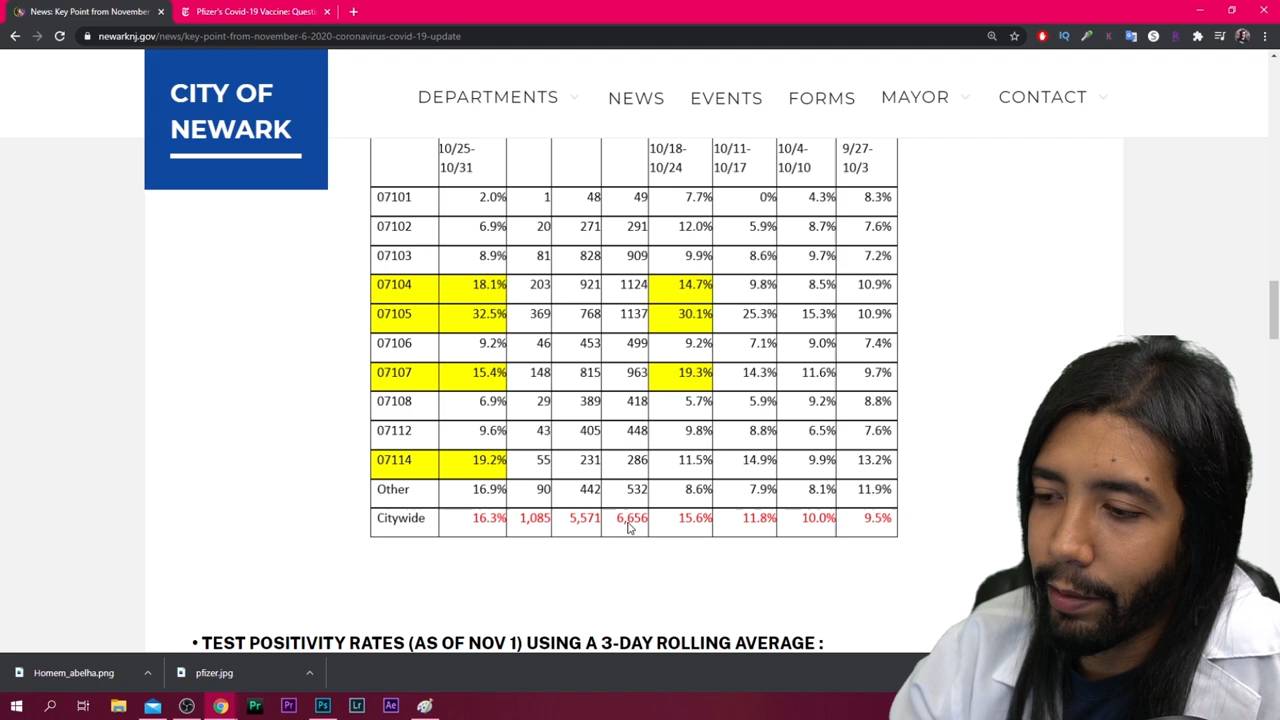 News: Key Point from November
Pfizer's Covid-19 Vaccine: Questi
newarknj.gov/news/key-point-from-november-6-2020-coronavirus-covid-19-update
CITY OF
NEWARK
DEPARTMENTS NEWS EVENTS FORMS MAYOR CONTACT
10/25- 10/18- 10/11- 10/4- 9/27-
10/31 10/24 10/17 10/10 10/3
07101 2.0% 1 48 49 7.7% 0% 4.3% 8.3%
07102 6.9% 20 271 291 12.0% 5.9% 8.7% 7.6%
07103 8.9% 81 828 909 9.9% 8.6% 9.7% 7.2%
07104 18.1% 203 921 1124 14.7% 9.8% 8.5% 10.9%
07105 32.5% 369 768 1137 30.1% 25.3% 15.3% 10.9%
07106 9.2% 46 453 499 9.2% 7.1% 9.0% 7.4%
07107 15.4% 148 815 963 19.3% 14.3% 11.6% 9.7%
07108 6.9% 29 389 418 5.7% 5.9% 9.2% 8.8%
07112 9.6% 43 405 448 9.8% 8.8% 6.5% 7.6%
07114 19.2% 55 231 286 11.5% 14.9% 9.9% 13.2%
Other 16.9% 90 442 532 8.6% 7.9% 8.1% 11.9%
Citywide 16.3% 1,085 5,571 6,656 15.6% 11.8% 10.0% 9.5%
• TEST POSITIVITY RATES (AS OF NOV 1) USING A 3-DAY ROLLING AVERAGE :
Homem_abelha.png
pfizer.jpg
Pr Pr Ps Lr Ae